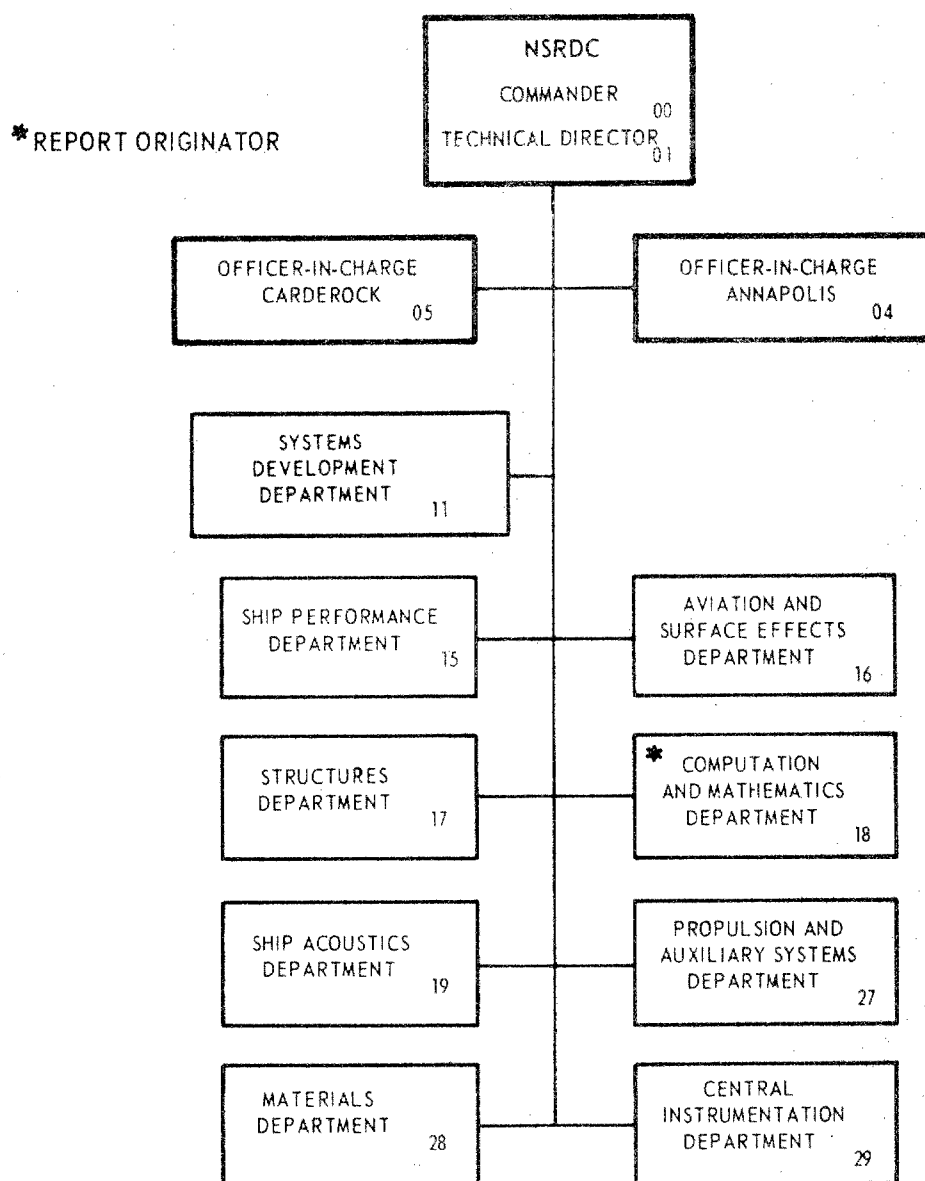 NSRDC
COMMANDER
00
TECHNICAL DIRECTOR
01
*REPORT ORIGINATOR
OFFICER-IN-CHARGE
CARDEROCK
05
OFFICER-IN-CHARGE
ANNAPOLIS
04
SYSTEMS
DEVELOPMENT
DEPARTMENT
11
SHIP PERFORMANCE
DEPARTMENT
15
AVIATION AND
SURFACE EFFECTS
DEPARTMENT
16
STRUCTURES
DEPARTMENT
17
* COMPUTATION
AND MATHEMATICS
DEPARTMENT
18
SHIP ACOUSTICS
DEPARTMENT
19
PROPULSION AND
AUXILIARY SYSTEMS
DEPARTMENT
27
MATERIALS
DEPARTMENT
28
CENTRAL
INSTRUMENTATION
DEPARTMENT
29